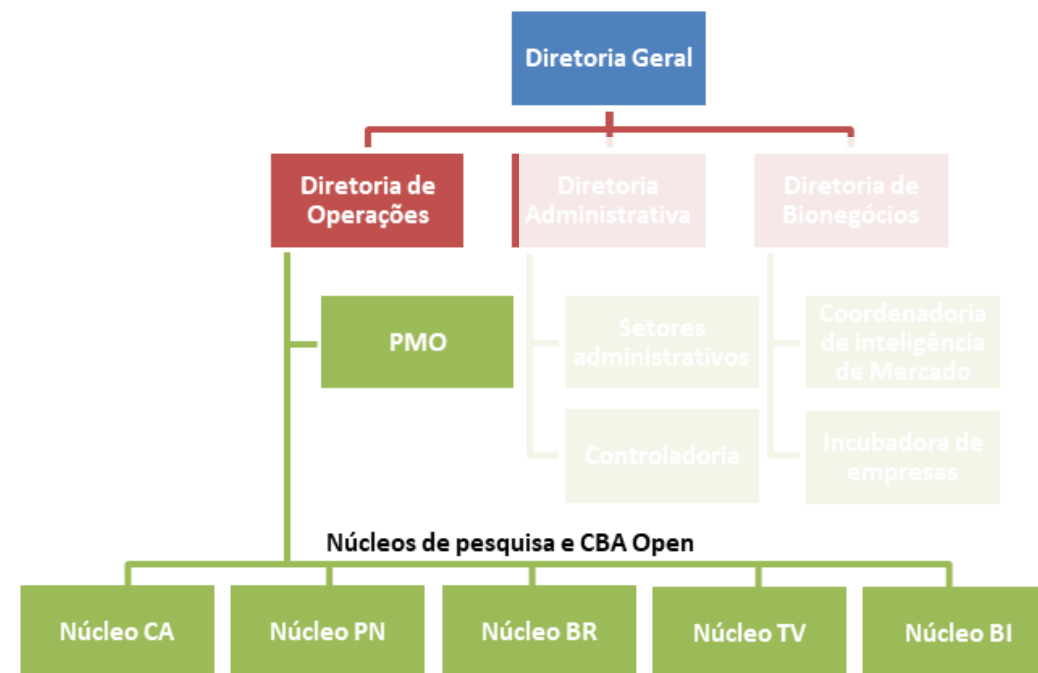 Diretoria Geral
Diretoria de
Operações
Diretoria
Administrativa
Diretoria de
Bionegócios
PMO
Setores
administrativos
Coordenadoria
de inteligência
de Mercado
Controladoria
Incubadora de
empresas
Núcleos de pesquisa e CBA Open
Núcleo CA
Núcleo PN
Núcleo BR
Núcleo TV
Núcleo BI